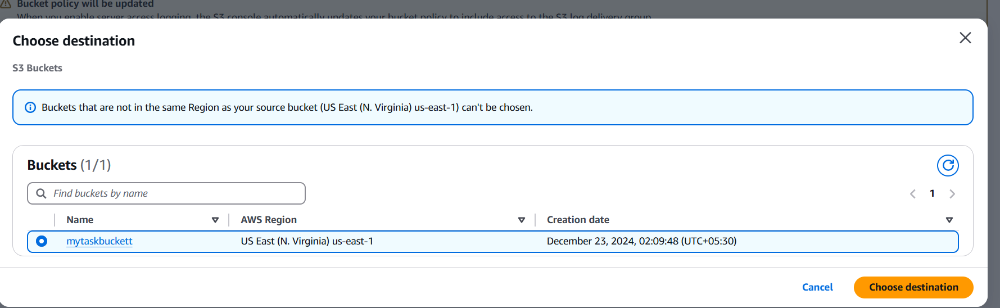 Bucket policy will be updated
When you enable server access logging, the S3 console automatically updates your bucket policy to include access to the S3 log delivery group.
Choose destination
S3 Buckets
Buckets that are not in the same Region as your source bucket (US East (N. Virginia) us-east-1) can't be chosen.
Buckets (1/1)
Find buckets by name
1
Name AWS Region Creation date
mytaskbuckett US East (N. Virginia) us-east-1 December 23, 2024, 02:09:48 (UTC+05:30)
Cancel Choose destination